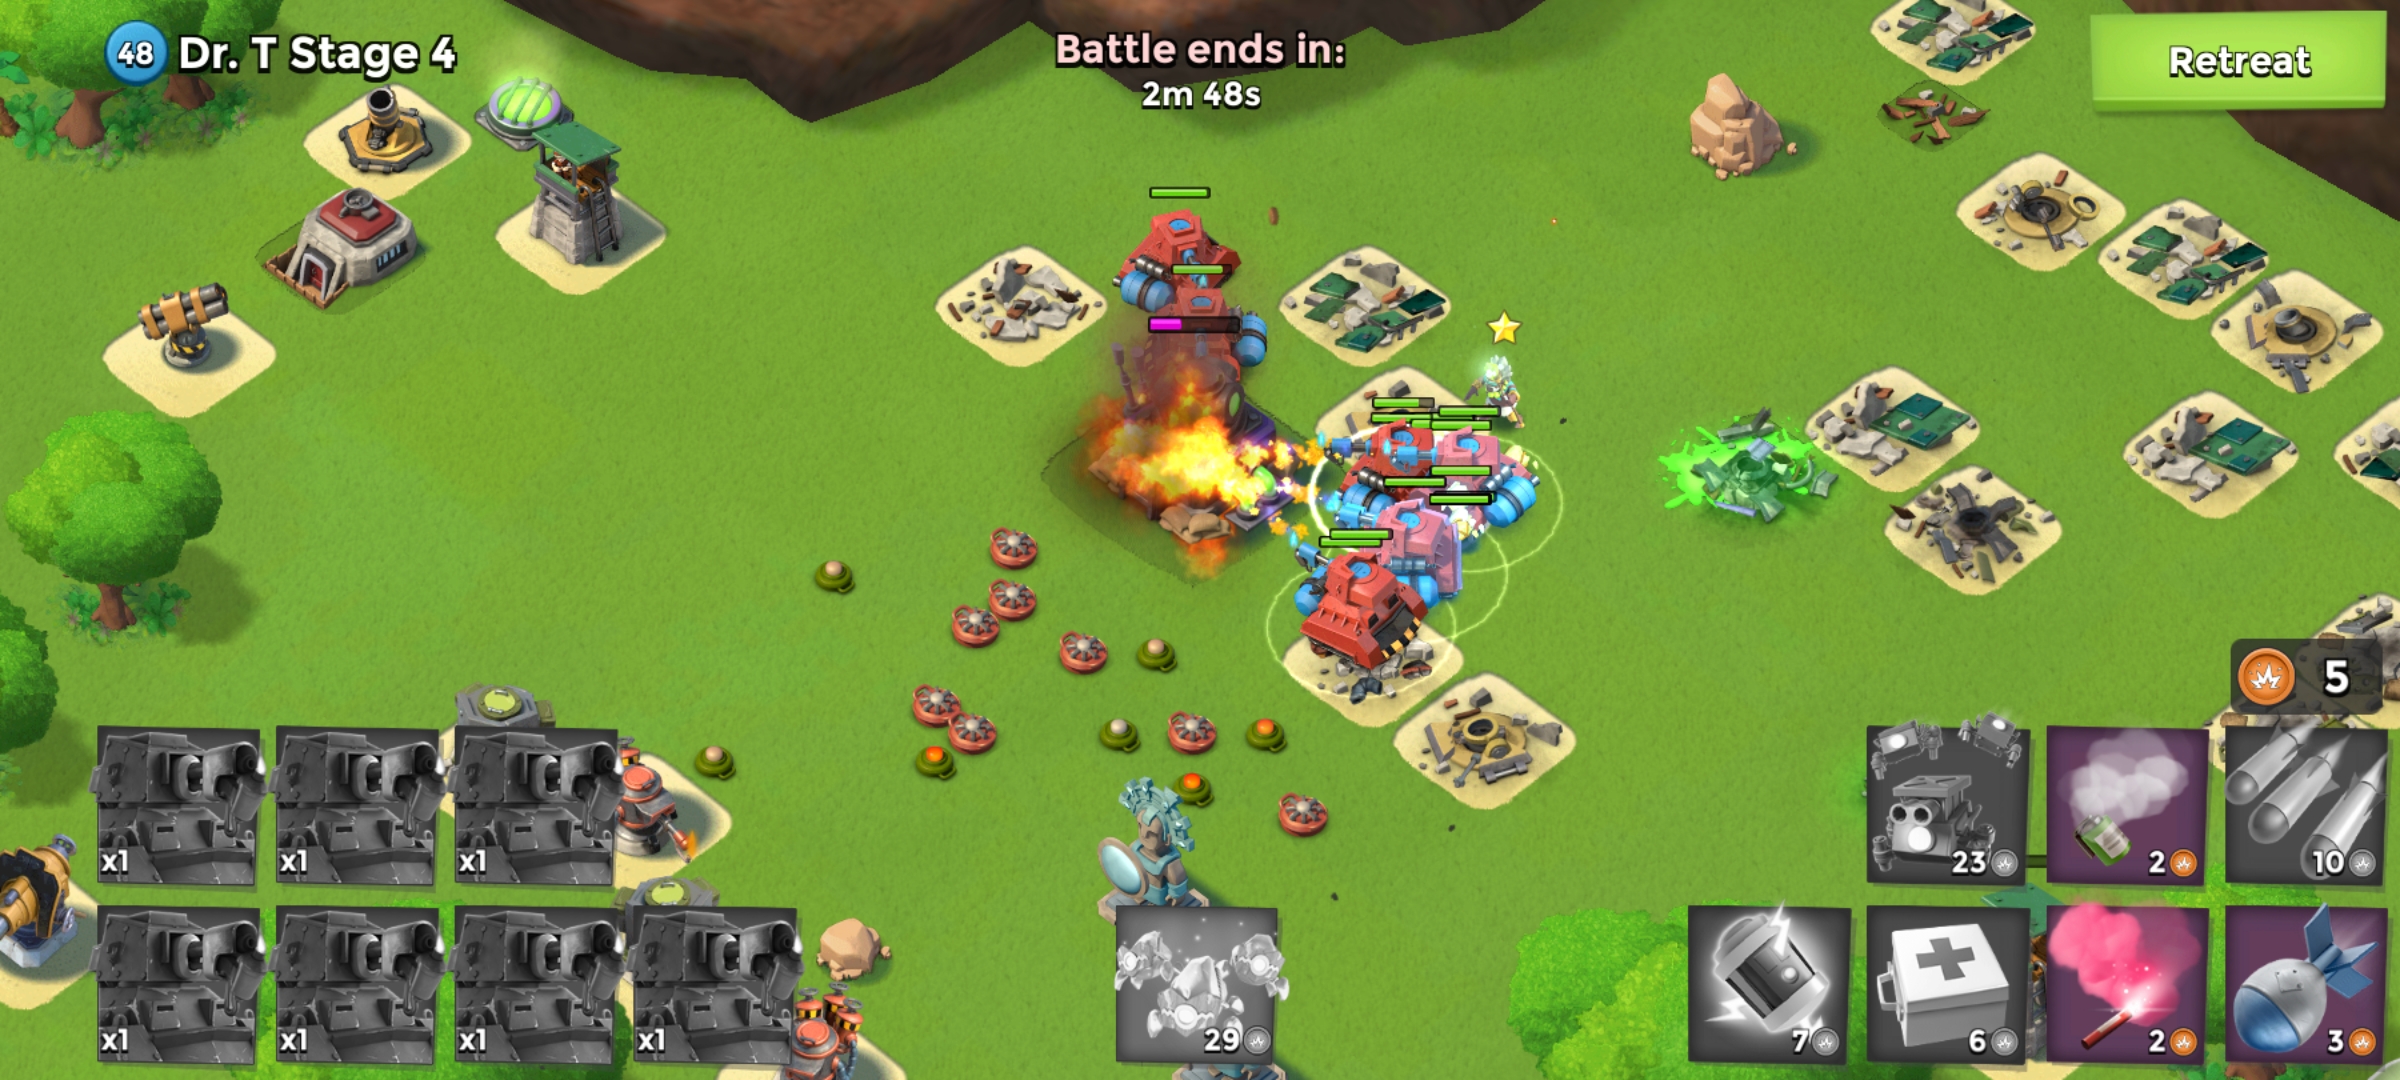 48 Dr. T Stage 4
Battle ends in:
2m 48s
Retreat
5
x1 x1 x1
23 2 10
x1 x1 x1 x1
29
7 6 2 3